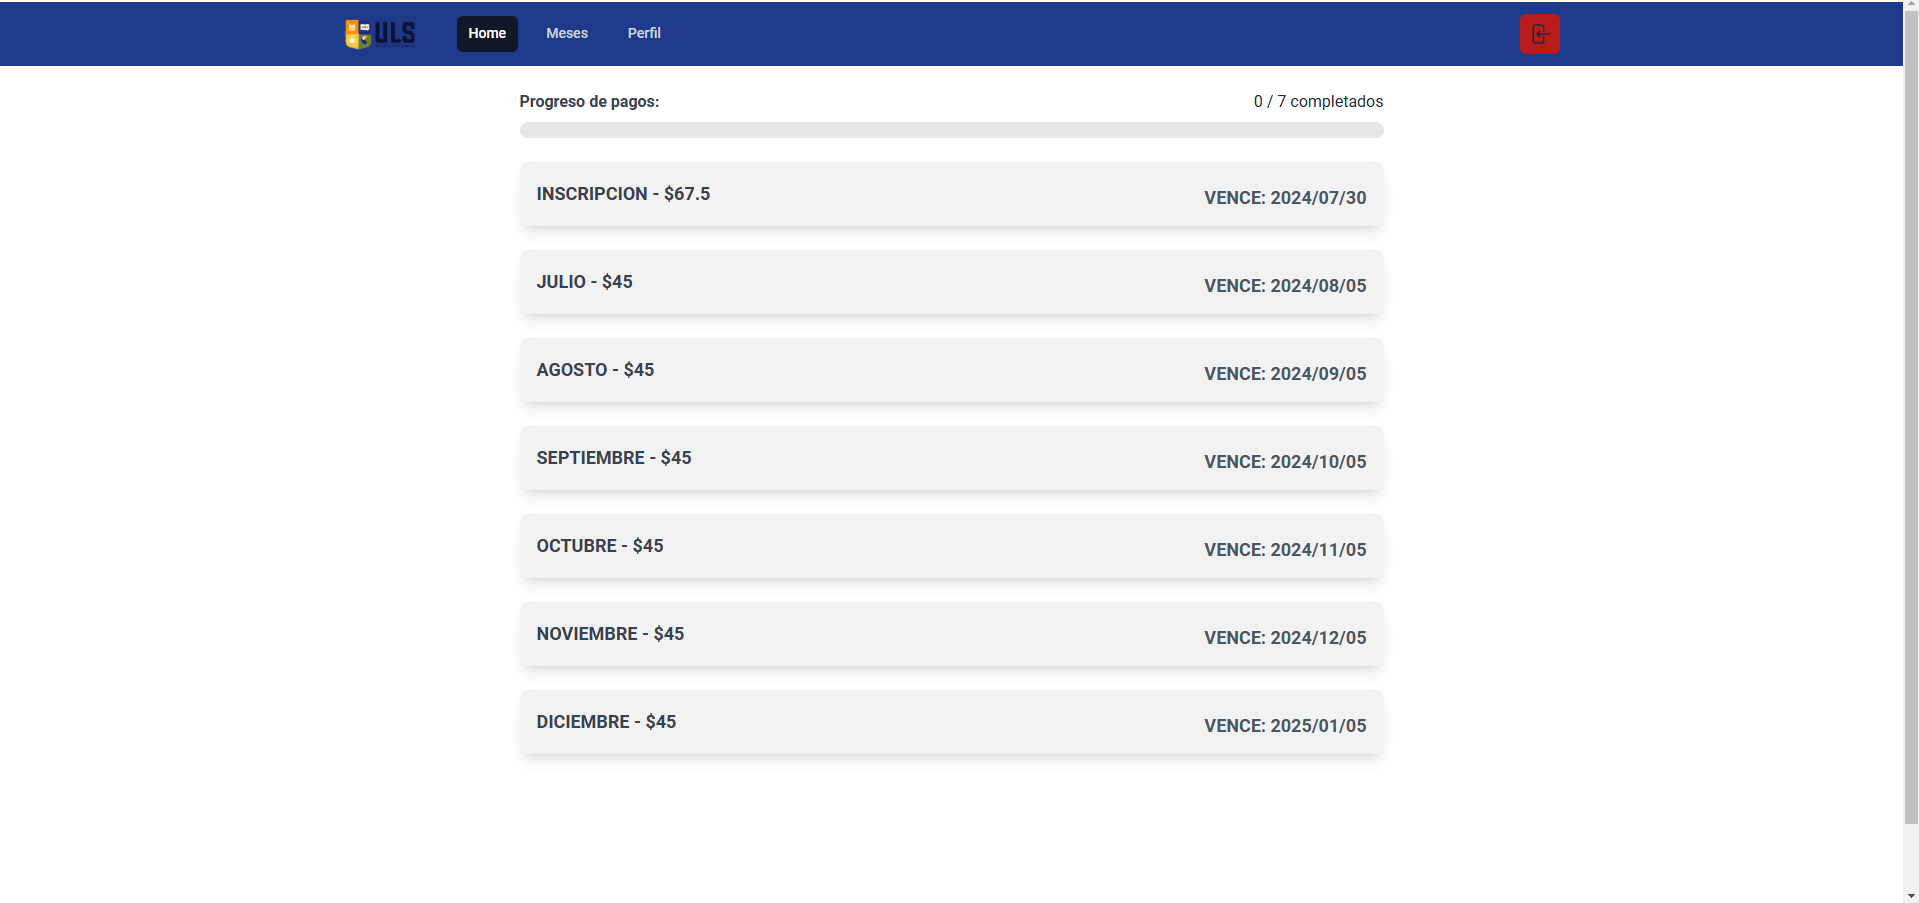 ULS Home Meses Perfil
Progreso de pagos: 0 / 7 completados
INSCRIPCION - $67.5 VENCE: 2024/07/30
JULIO - $45 VENCE: 2024/08/05
AGOSTO - $45 VENCE: 2024/09/05
SEPTIEMBRE - $45 VENCE: 2024/10/05
OCTUBRE - $45 VENCE: 2024/11/05
NOVIEMBRE - $45 VENCE: 2024/12/05
DICIEMBRE - $45 VENCE: 2025/01/05